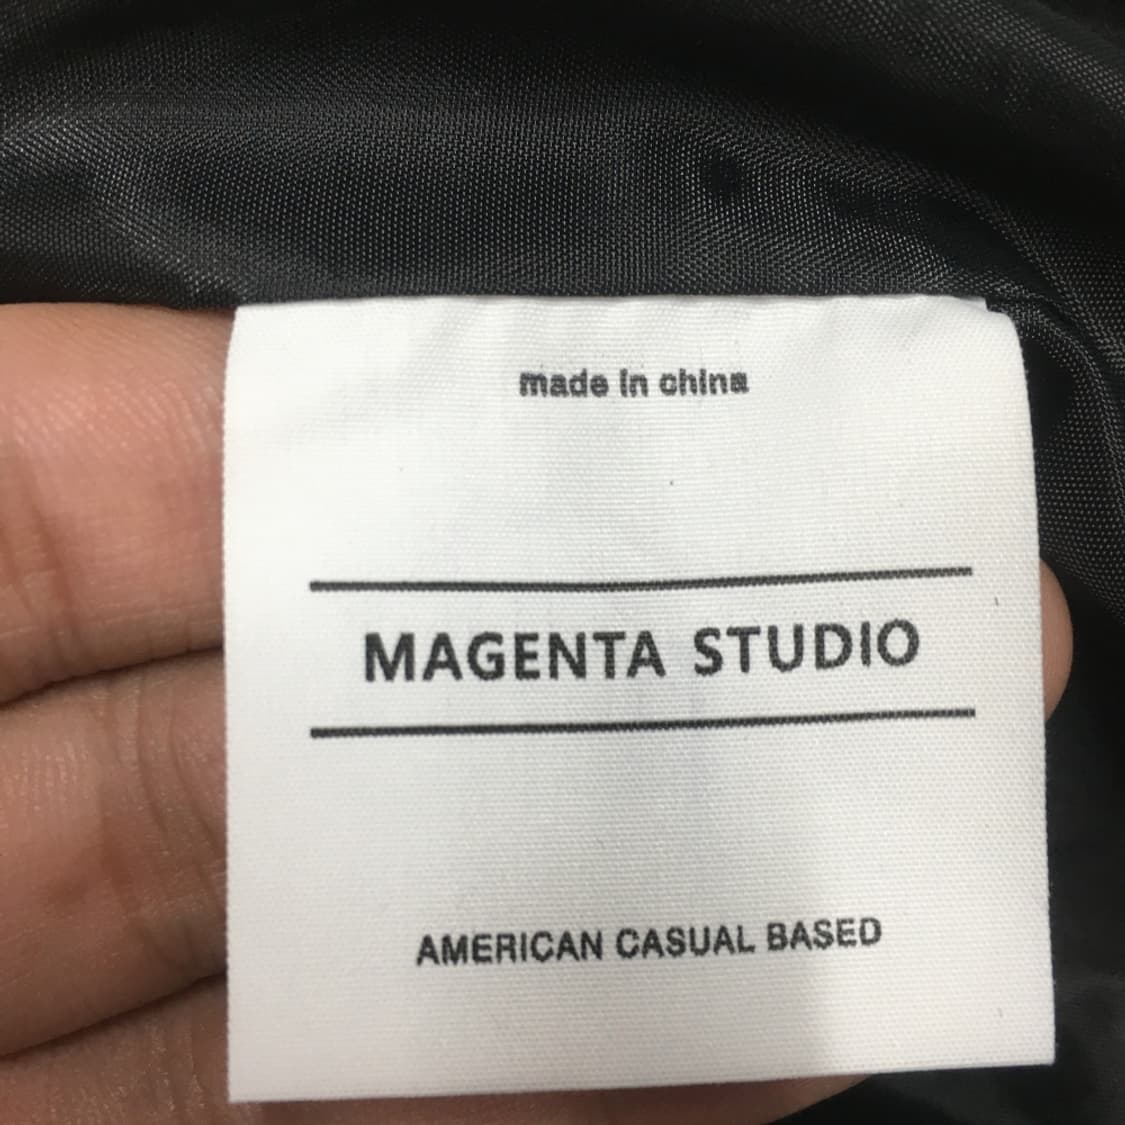 made in china
MAGENTA STUDIO
AMERICAN CASUAL BASED